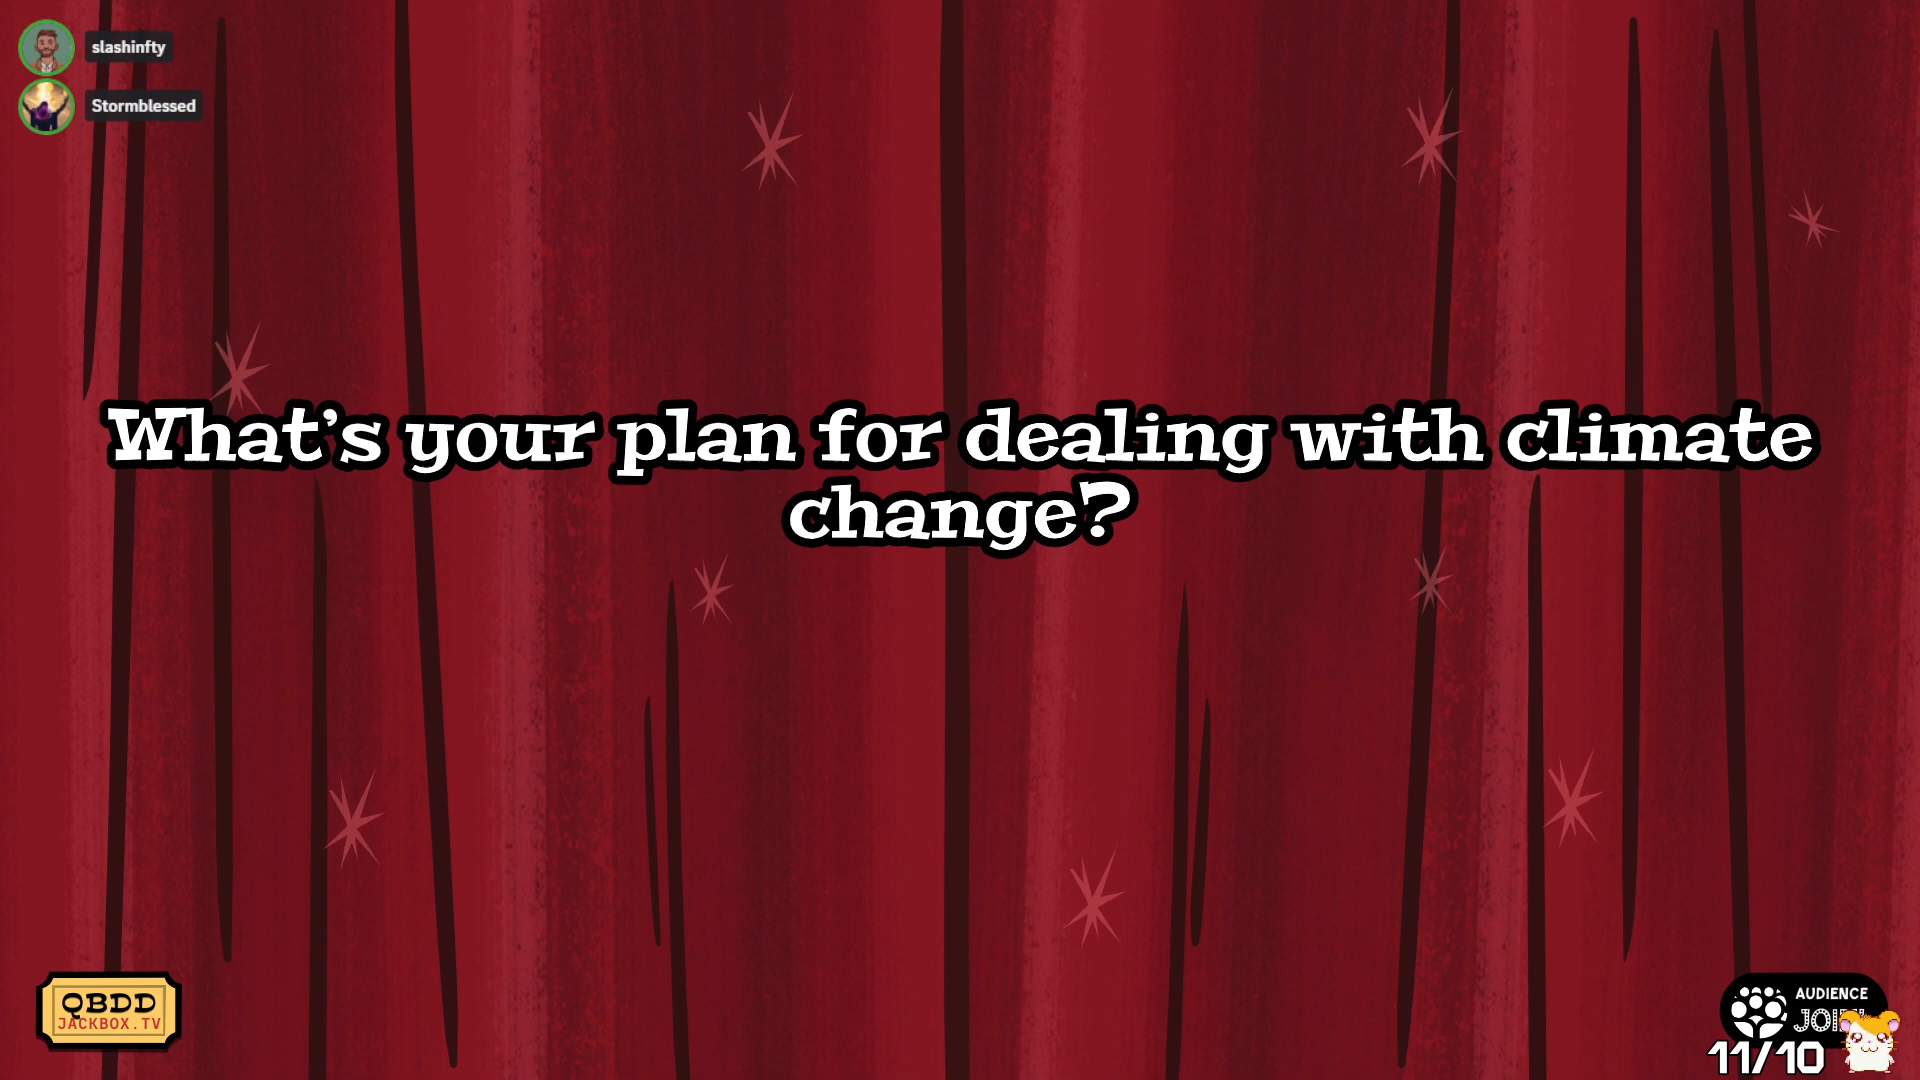 slashinfty
Stormblessed
What's your plan for dealing with climate
change?
QBDD
JACKBOX.TV
AUDIENCE
11/10